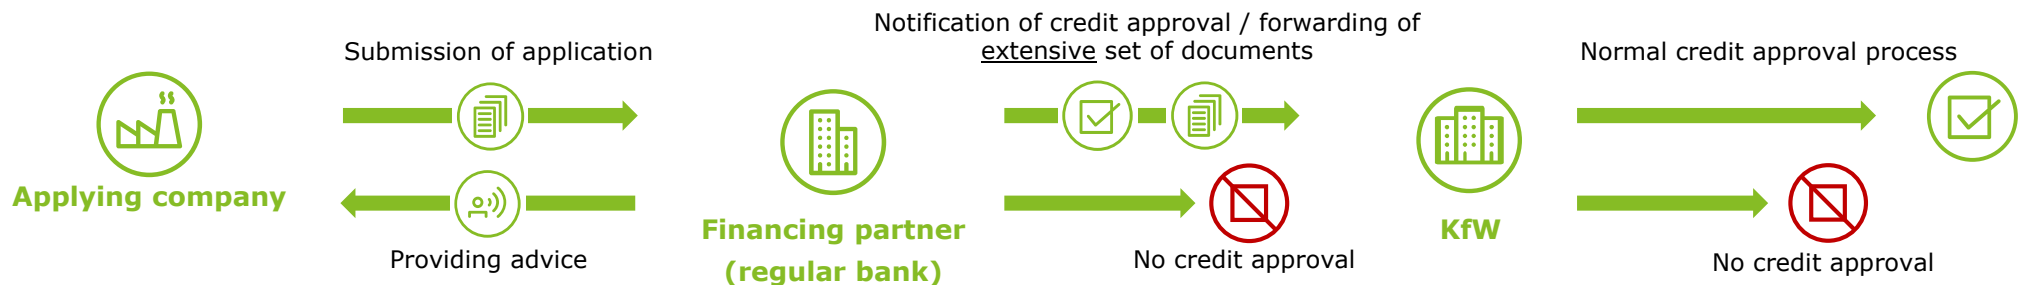 Submission of application
Applying company
Providing advice
Notification of credit approval / forwarding of
extensive set of documents
Financing partner
(regular bank)
No credit approval
Normal credit approval process
KfW
No credit approval